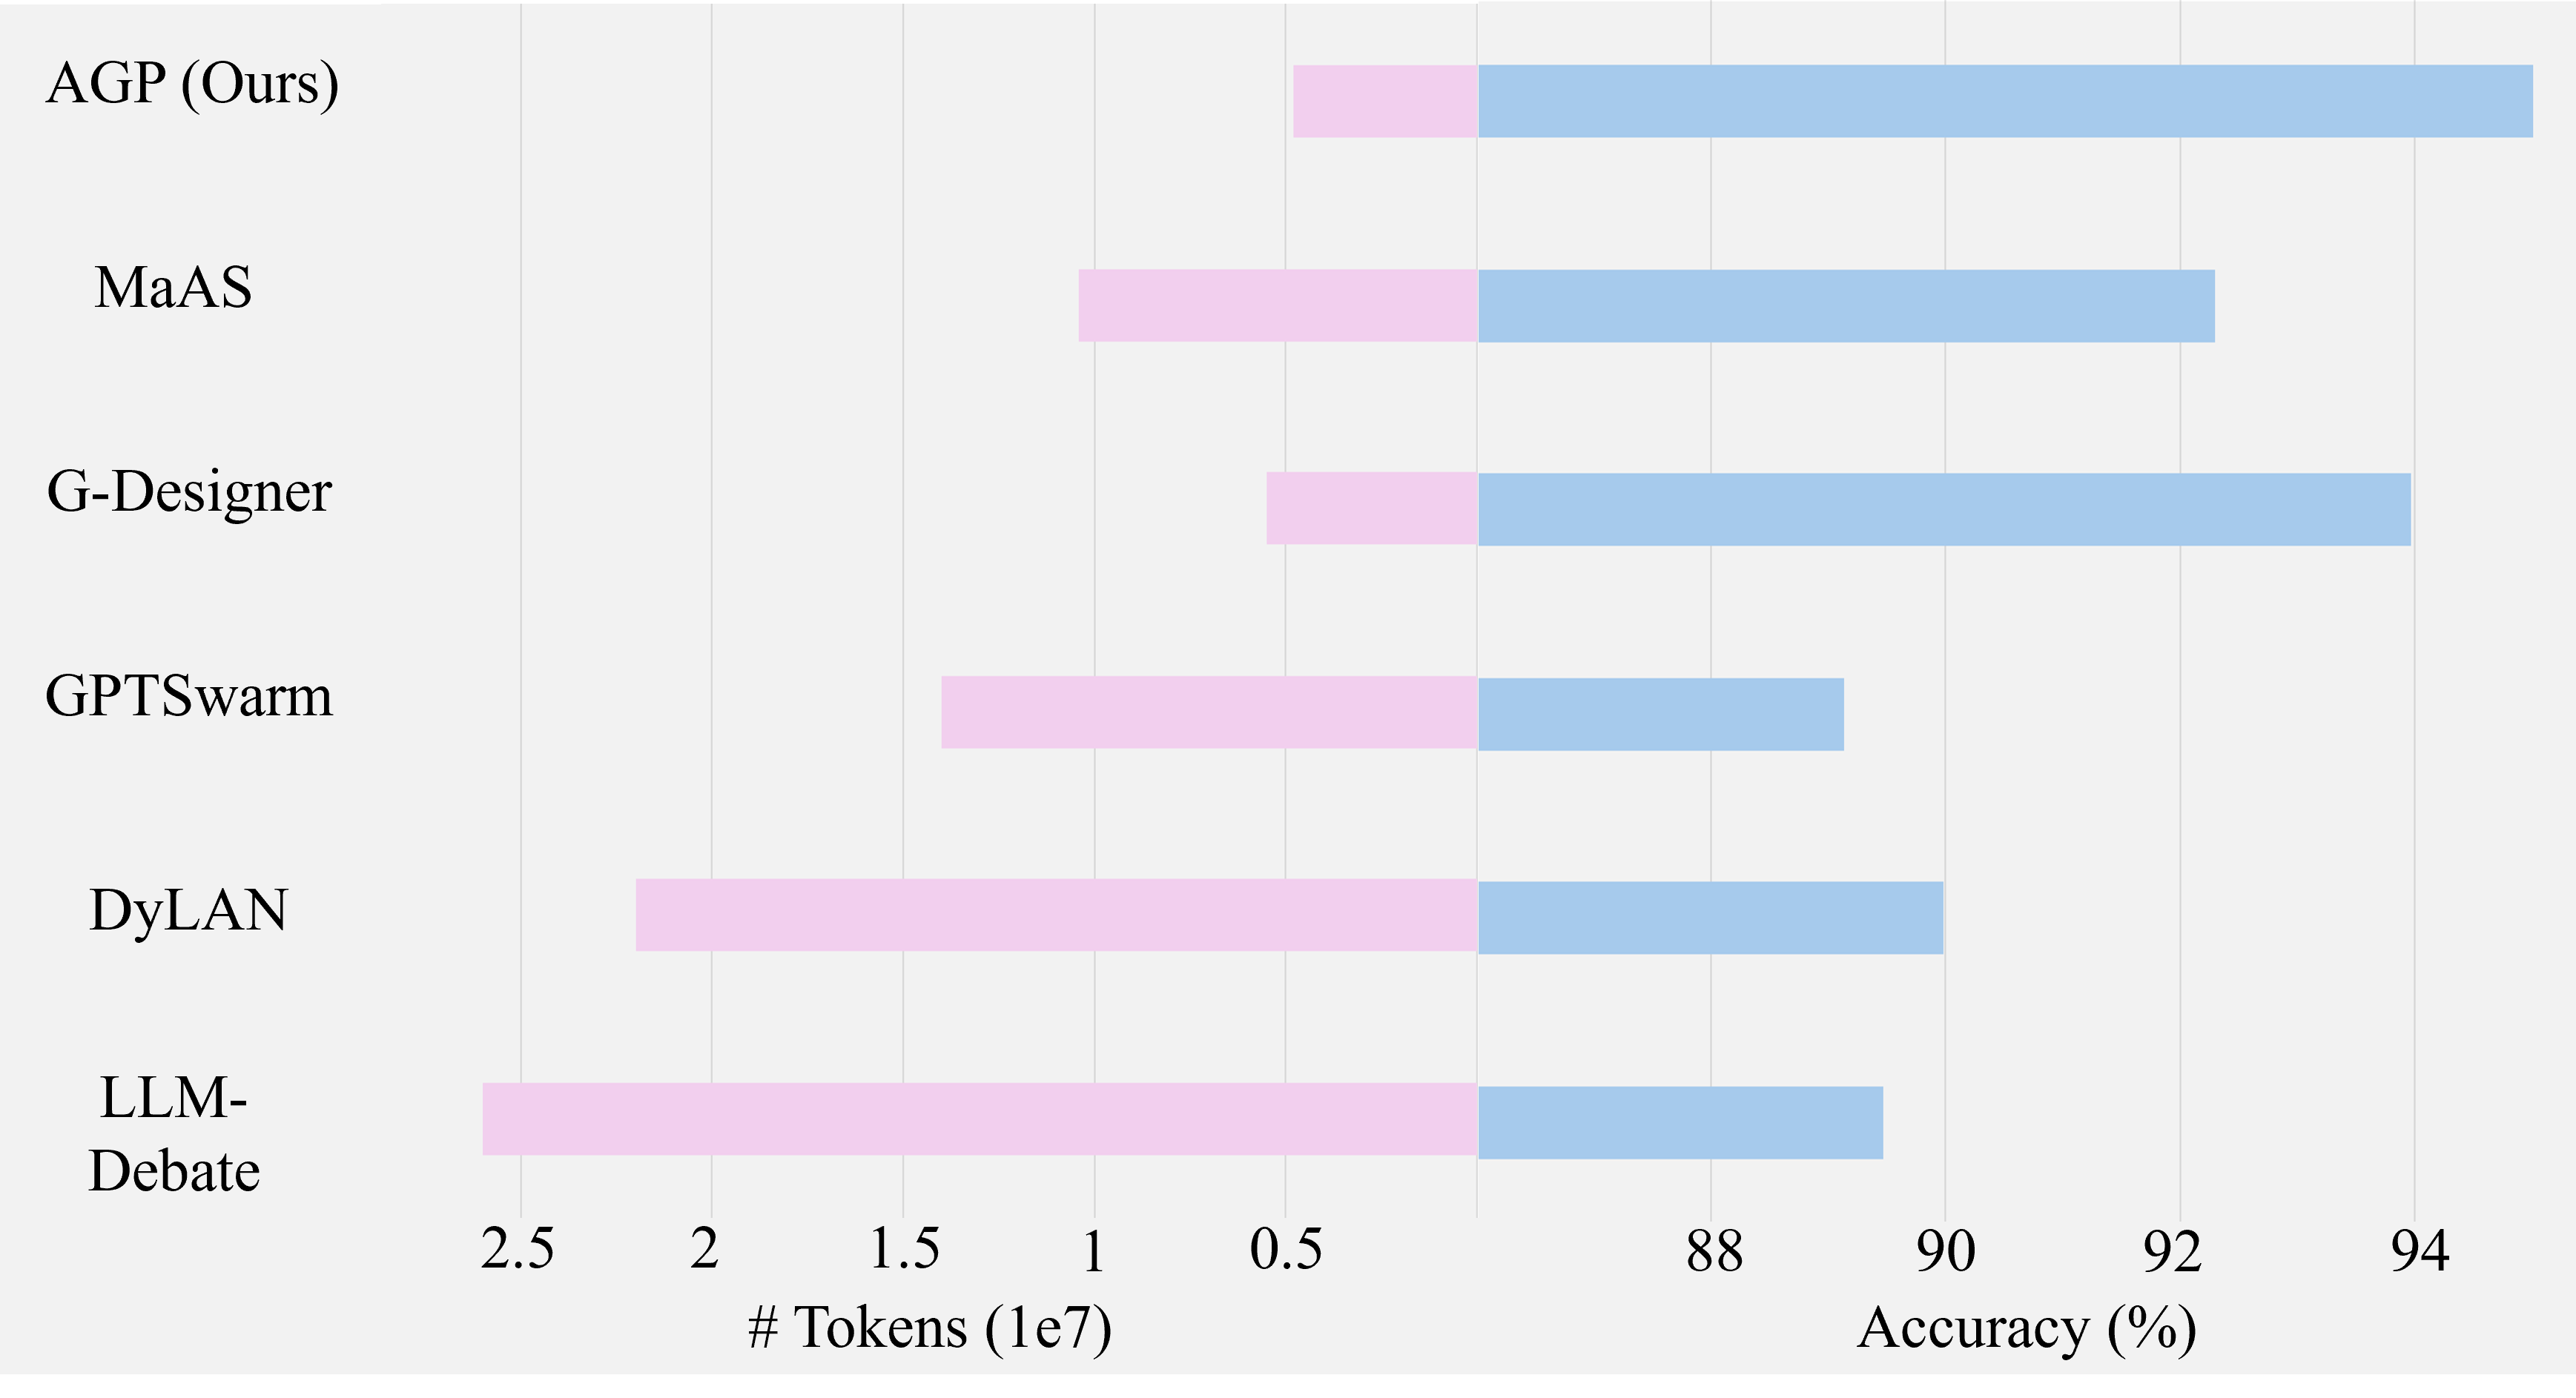 AGP (Ours)
MaAS
G-Designer
GPTSwarm
DyLAN
LLM-
Debate
2.5 2 1.5 1 0.5 88 90 92 94
# Tokens (1e7) Accuracy (%)